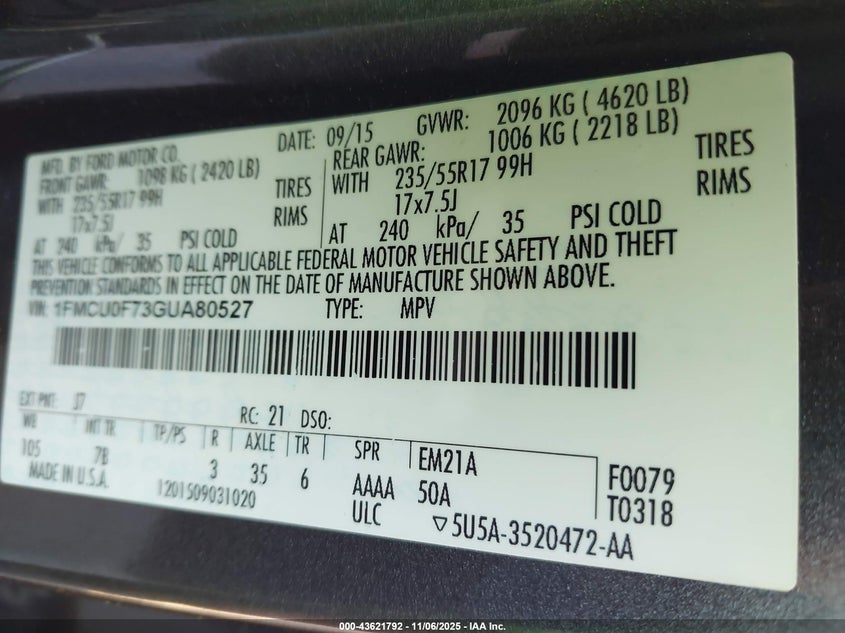 MFD. BY FORD MOTOR CO.
DATE: 09/15 GVWR: 2096 KG ( 4620 LB)
FRONT GAWR: 1098 KG ( 2420 LB) REAR GAWR: 1006 KG ( 2218 LB)
WITH 235/55R17 99H TIRES WITH 235/55R17 99H TIRES
17x7.5J RIMS 17x7.5J RIMS
AT 240 kPa/ 35 PSI COLD AT 240 kPa/ 35 PSI COLD
THIS VEHICLE CONFORMS TO ALL APPLICABLE FEDERAL MOTOR VEHICLE SAFETY AND THEFT
PREVENTION STANDARDS IN EFFECT ON THE DATE OF MANUFACTURE SHOWN ABOVE.
VIN: 1FMCU0F73GUA80527 TYPE: MPV
EXT PNT: J7 RC: 21 DSO:
WB INT TR TP/PS R AXLE TR SPR EM21A
105 7B 3 35 6 AAAA 50A F0079
MADE IN U.S.A. 1201509031020 ULC T0318
▽5U5A-3520472-AA
000-43621792 - 11/06/2025 - IAA Inc.